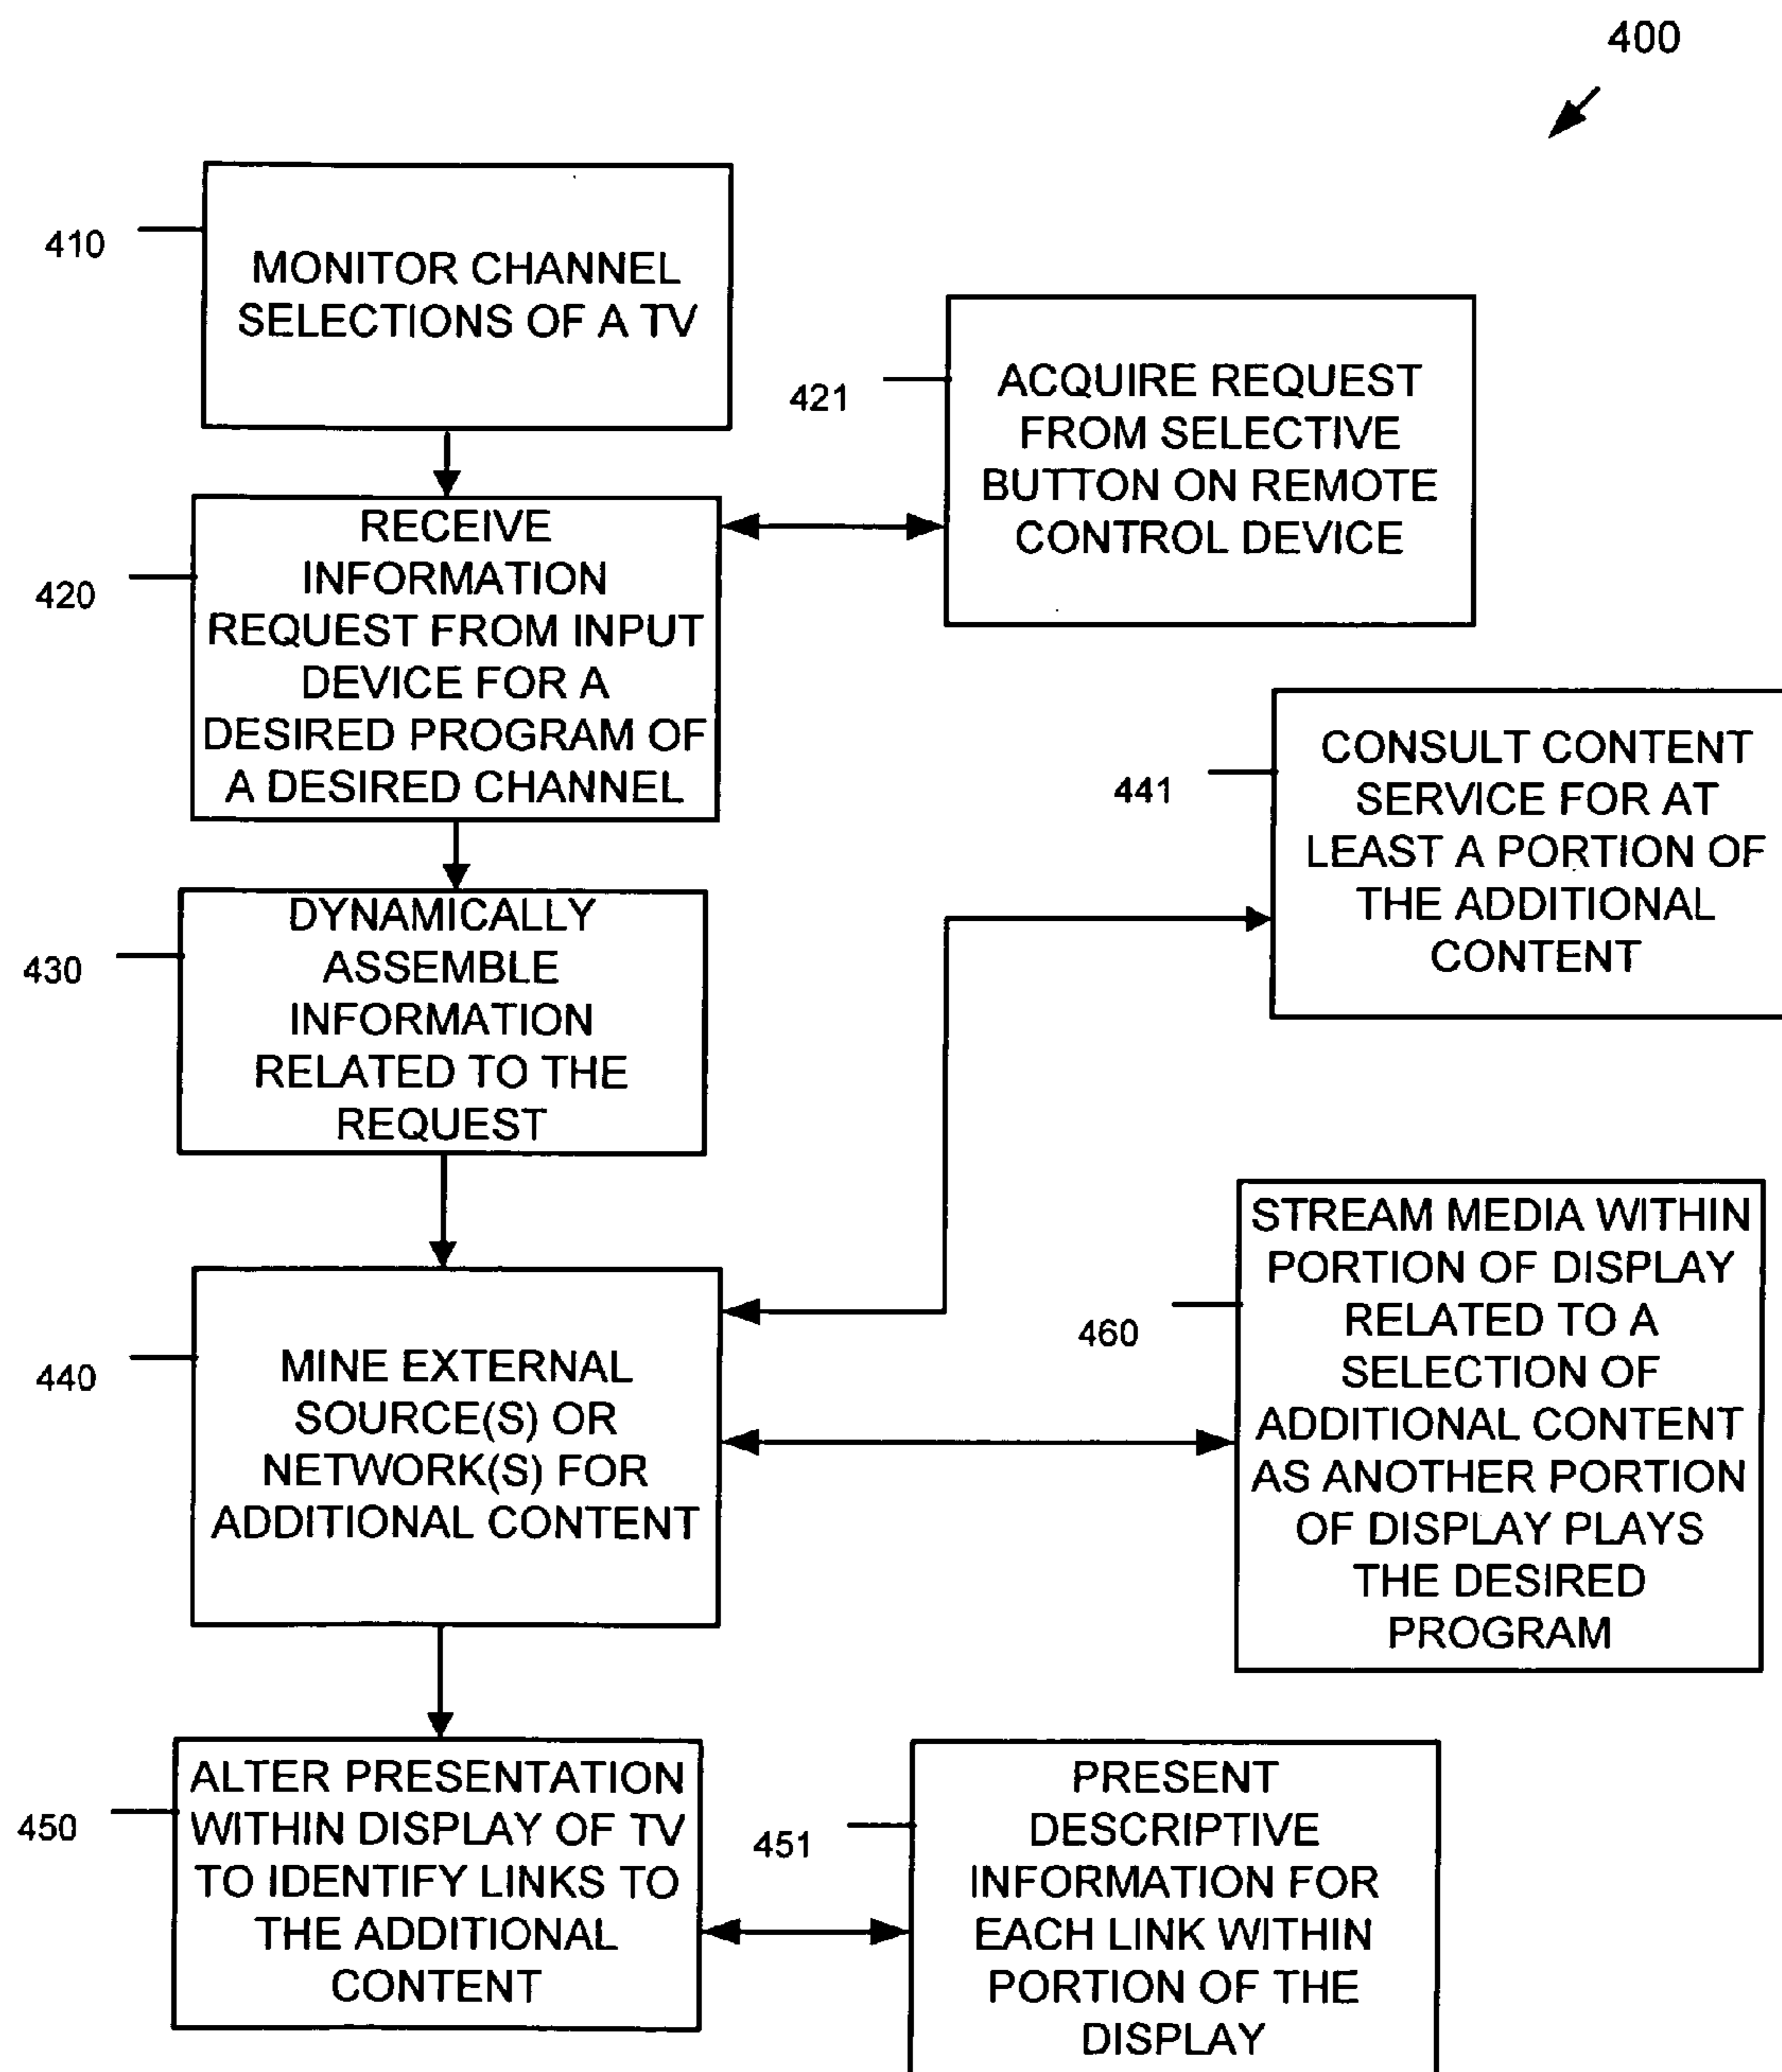 400
410
MONITOR CHANNEL
SELECTIONS OF A TV
421
ACQUIRE REQUEST
FROM SELECTIVE
BUTTON ON REMOTE
CONTROL DEVICE
420
RECEIVE
INFORMATION
REQUEST FROM INPUT
DEVICE FOR A
DESIRED PROGRAM OF
A DESIRED CHANNEL
441
CONSULT CONTENT
SERVICE FOR AT
LEAST A PORTION OF
THE ADDITIONAL
CONTENT
430
DYNAMICALLY
ASSEMBLE
INFORMATION
RELATED TO THE
REQUEST
460
STREAM MEDIA WITHIN
PORTION OF DISPLAY
RELATED TO A
SELECTION OF
ADDITIONAL CONTENT
AS ANOTHER PORTION
OF DISPLAY PLAYS
THE DESIRED
PROGRAM
440
MINE EXTERNAL
SOURCE(S) OR
NETWORK(S) FOR
ADDITIONAL CONTENT
450
ALTER PRESENTATION
WITHIN DISPLAY OF TV
TO IDENTIFY LINKS TO
THE ADDITIONAL
CONTENT
451
PRESENT
DESCRIPTIVE
INFORMATION FOR
EACH LINK WITHIN
PORTION OF THE
DISPLAY